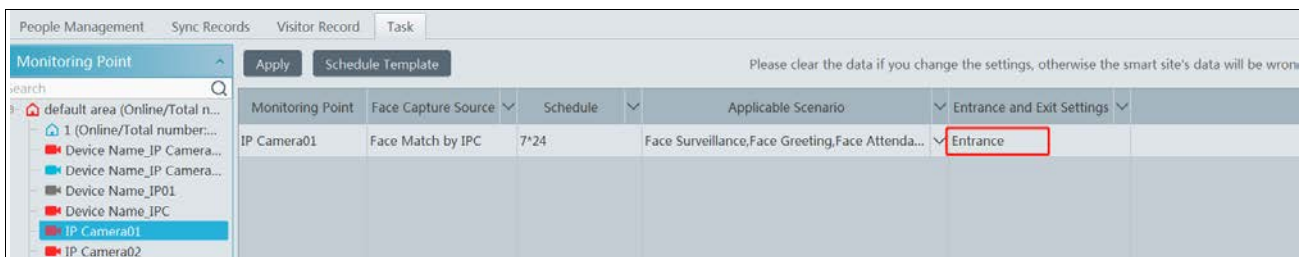 People Management Sync Records Visitor Record Task
Monitoring Point
Apply Schedule Template Please clear the data if you change the settings, otherwise the smart site's data will be
Monitoring Point Face Capture Source Schedule Applicable Scenario Entrance and Exit Settings
IP Camera01 Face Match by IPC 7*24 Face Surveillance,Face Greeting,Face Attenda... Entrance
default area (Online/Total n...
1 (Online/Total number:...
Device Name_IP Camera...
Device Name_IP Camera...
Device Name_IP01
Device Name_IPC
IP Camera01
IP Camera02